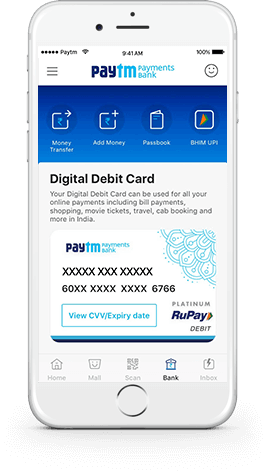 Paytm
9:41 AM
100%
paytm payments bank
Money Transfer
Add Money
Passbook
BHIM UPI
Digital Debit Card
Your Digital Debit Card can be used for all your
online payments including bill payments,
shopping, movie tickets, travel, cab booking and
more in India.
paytm payments bank
XXXXX XXX XXXXX
60XX XXXX XXXX 6766
View CVV/Expiry date
PLATINUM
RuPay
DEBIT
Home
Mall
Scan
Bank
Inbox